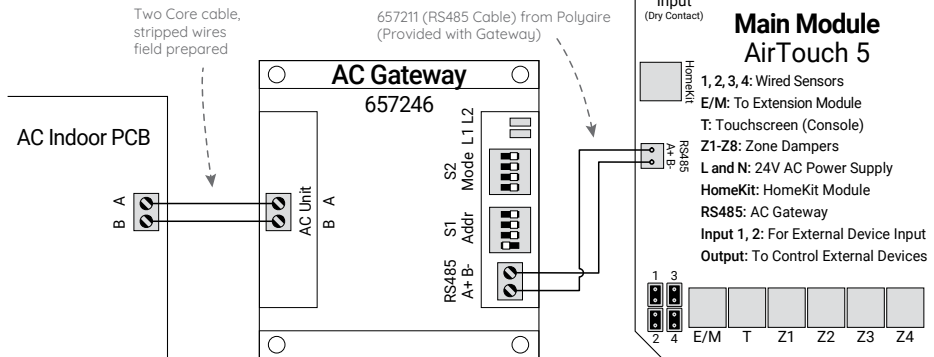 Two Core cable,
stripped wires
field prepared
657211 (RS485 Cable) from Polyaire
(Provided with Gateway)
Input
(Dry Contact)
Main Module
AirTouch 5
HomeKit
1, 2, 3, 4: Wired Sensors
E/M: To Extension Module
T: Touchscreen (Console)
Z1-Z8: Zone Dampers
L and N: 24V AC Power Supply
HomeKit: HomeKit Module
RS485: AC Gateway
Input 1, 2: For External Device Input
Output: To Control External Devices
RS485
A+ B-
AC Gateway
657246
L1 L2
S2
Mode
S1
Addr
RS485
A+ B-
AC Unit
A
B
AC Indoor PCB
A
B
1 3
2 4
E/M T Z1 Z2 Z3 Z4